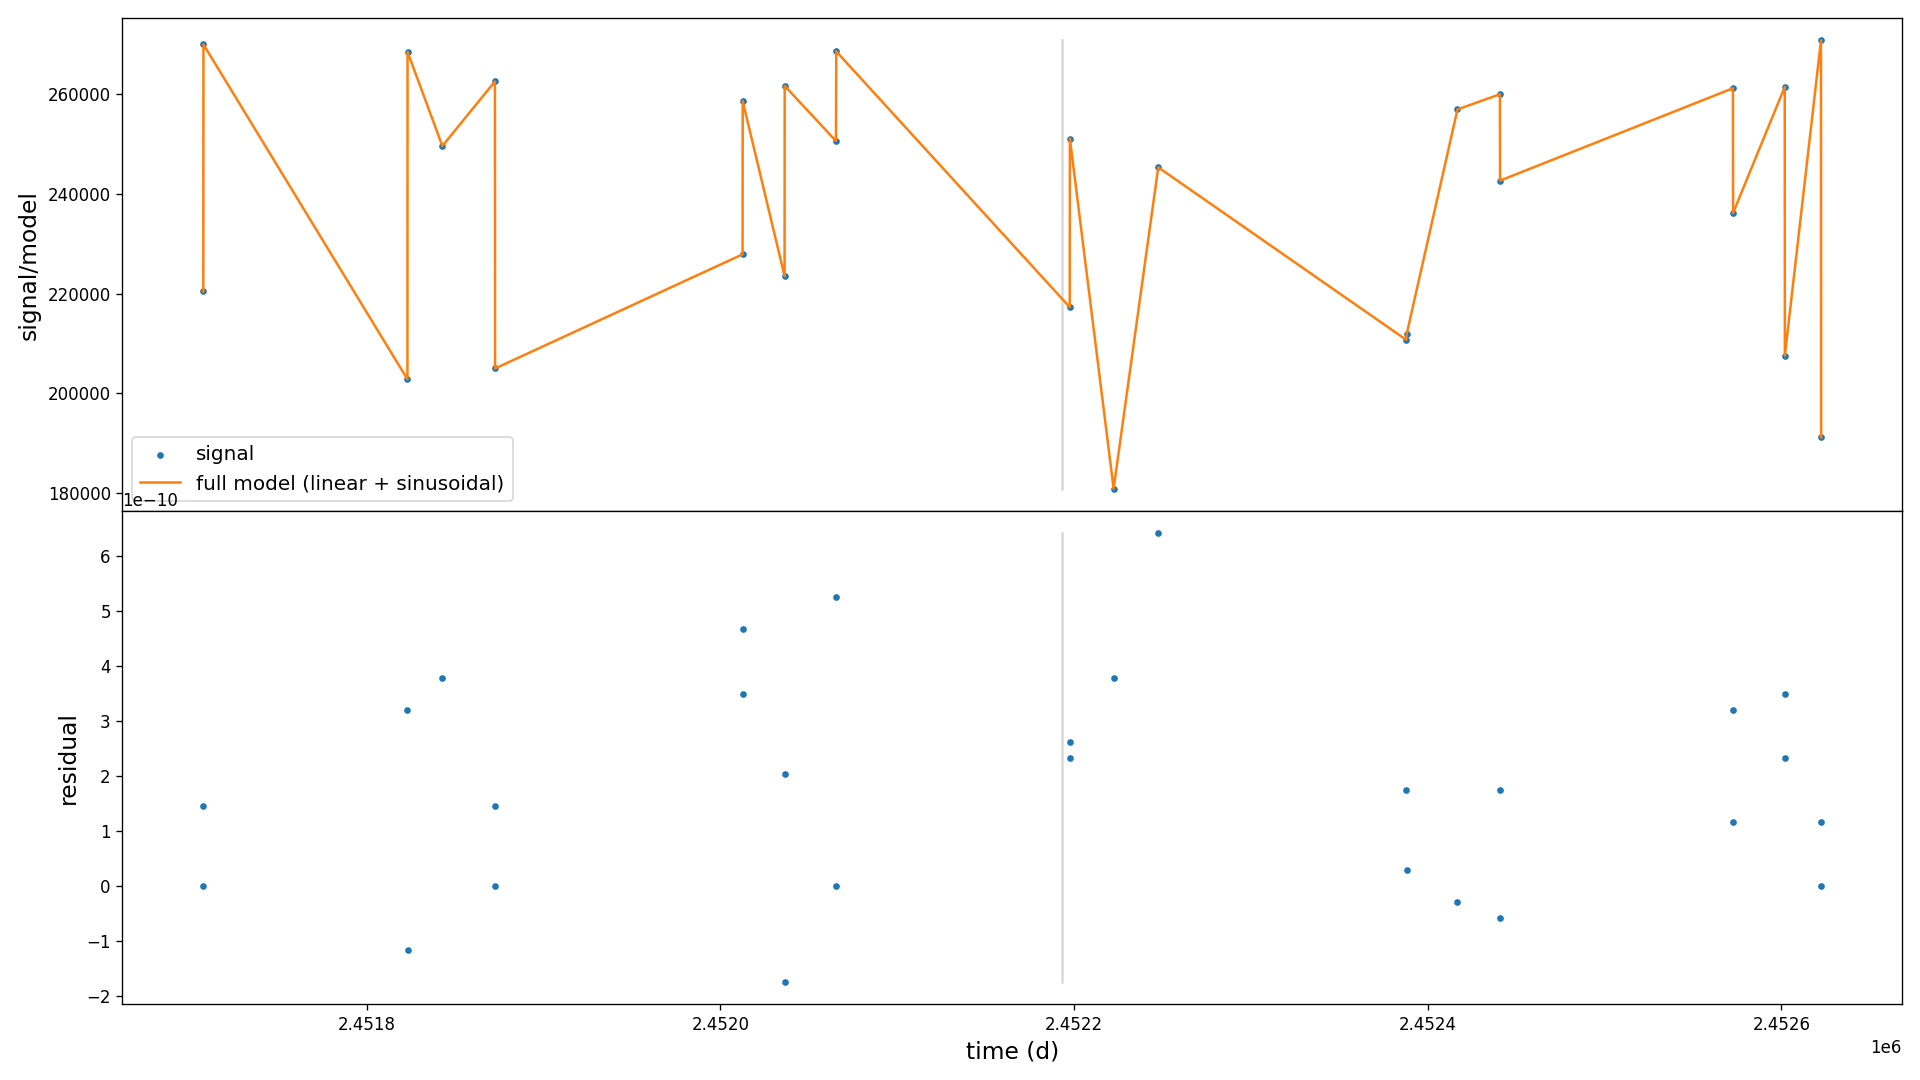 260000
240000
220000
200000
180000
signal/model
signal
full model (linear + sinusoidal)
1e−10
6
5
4
3
2
1
0
−1
−2
residual
2.4518
2.4520
2.4522
2.4524
2.4526
time (d)
1e6